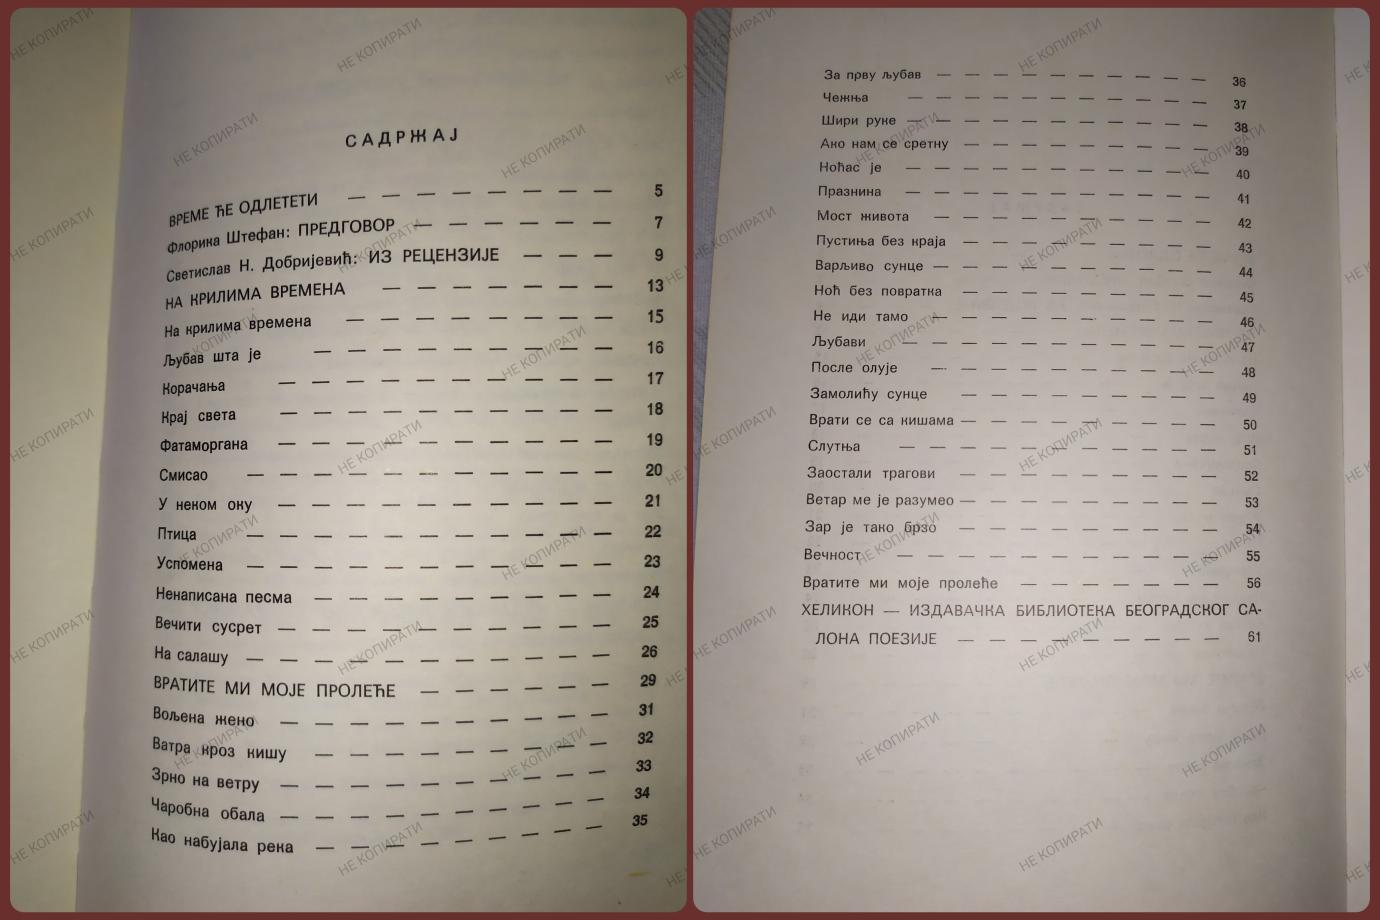 САДРЖАЈ
ВРЕМЕ ЋЕ ОДЛЕТЕТИ — — — — — — — — 5
Флорика Штефан: ПРЕДГОВОР — — — — — — 7
Светислав Н. Добријевић: ИЗ РЕЦЕНЗИЈЕ — — — 9
НА КРИЛИМА ВРЕМЕНА — — — — — — — 13
На крилима времена — — — — — — — — 15
Љубав шта је — — — — — — — — — 16
Корачања — — — — — — — — — — 17
Крај света — — — — — — — — — — 18
Фатаморгана — — — — — — — — — — 19
Смисао — — — — — — — — — — — 20
У неком оку — — — — — — — — — — 21
Птица — — — — — — — — — — — 22
Успомена — — — — — — — — — — — 23
Ненаписана песма — — — — — — — — — 24
Вечити сусрет — — — — — — — — — — 25
На салашу — — — — — — — — — — — 26
ВРАТИТЕ МИ МОЈЕ ПРОЛЕЋЕ — — — — — — 29
Вољена жено — — — — — — — — — — 31
Ватра кроз кишу — — — — — — — — — 32
Зрно на ветру — — — — — — — — — — 33
Чаробна обала — — — — — — — — — — 34
Као набујала река — — — — — — — — — 35
За прву љубав — — — — — — — — — — 36
Чежња — — — — — — — — — — — 37
Шири руке — — — — — — — — — — — 38
Ако нам се сретну — — — — — — — — — 39
Ноћас је — — — — — — — — — — — 40
Празнина — — — — — — — — — — — 41
Мост живота — — — — — — — — — — 42
Пустиња без краја — — — — — — — — — 43
Варљиво сунце — — — — — — — — — — 44
Ноћ без повратка — — — — — — — — — 45
Не иди тамо — — — — — — — — — — 46
Љубави — — — — — — — — — — — 47
После олује — — — — — — — — — — 48
Замолићу сунце — — — — — — — — — 49
Врати се са кишама — — — — — — — — — 50
Слутња — — — — — — — — — — — 51
Заостали трагови — — — — — — — — — 52
Ветар ме је разумео — — — — — — — — — 53
Зар је тако брзо — — — — — — — — — 54
Вечност — — — — — — — — — — — 55
Вратите ми моје пролеће — — — — — — — 56
ХЕЛИКОН — ИЗДАВАЧКА БИБЛИОТЕКА БЕОГРАДСКОГ СА-
ЛОНА ПОЕЗИЈЕ — — — — — — — — — 61